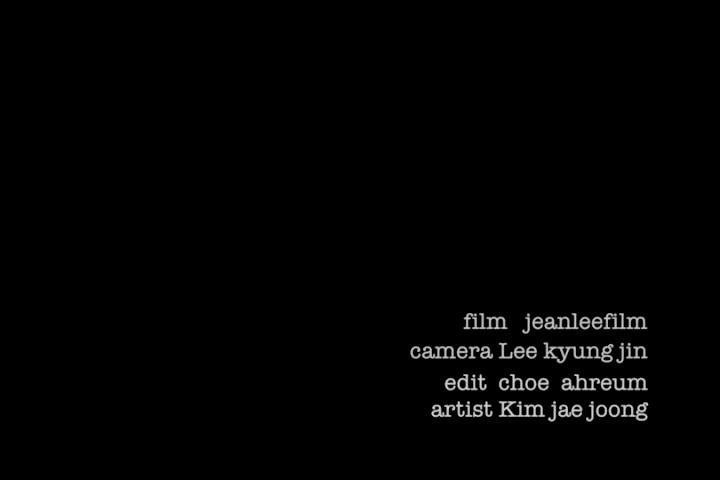 film jeanleefilm
camera Lee kyung jin
edit choe ahreum
artist Kim jae joong